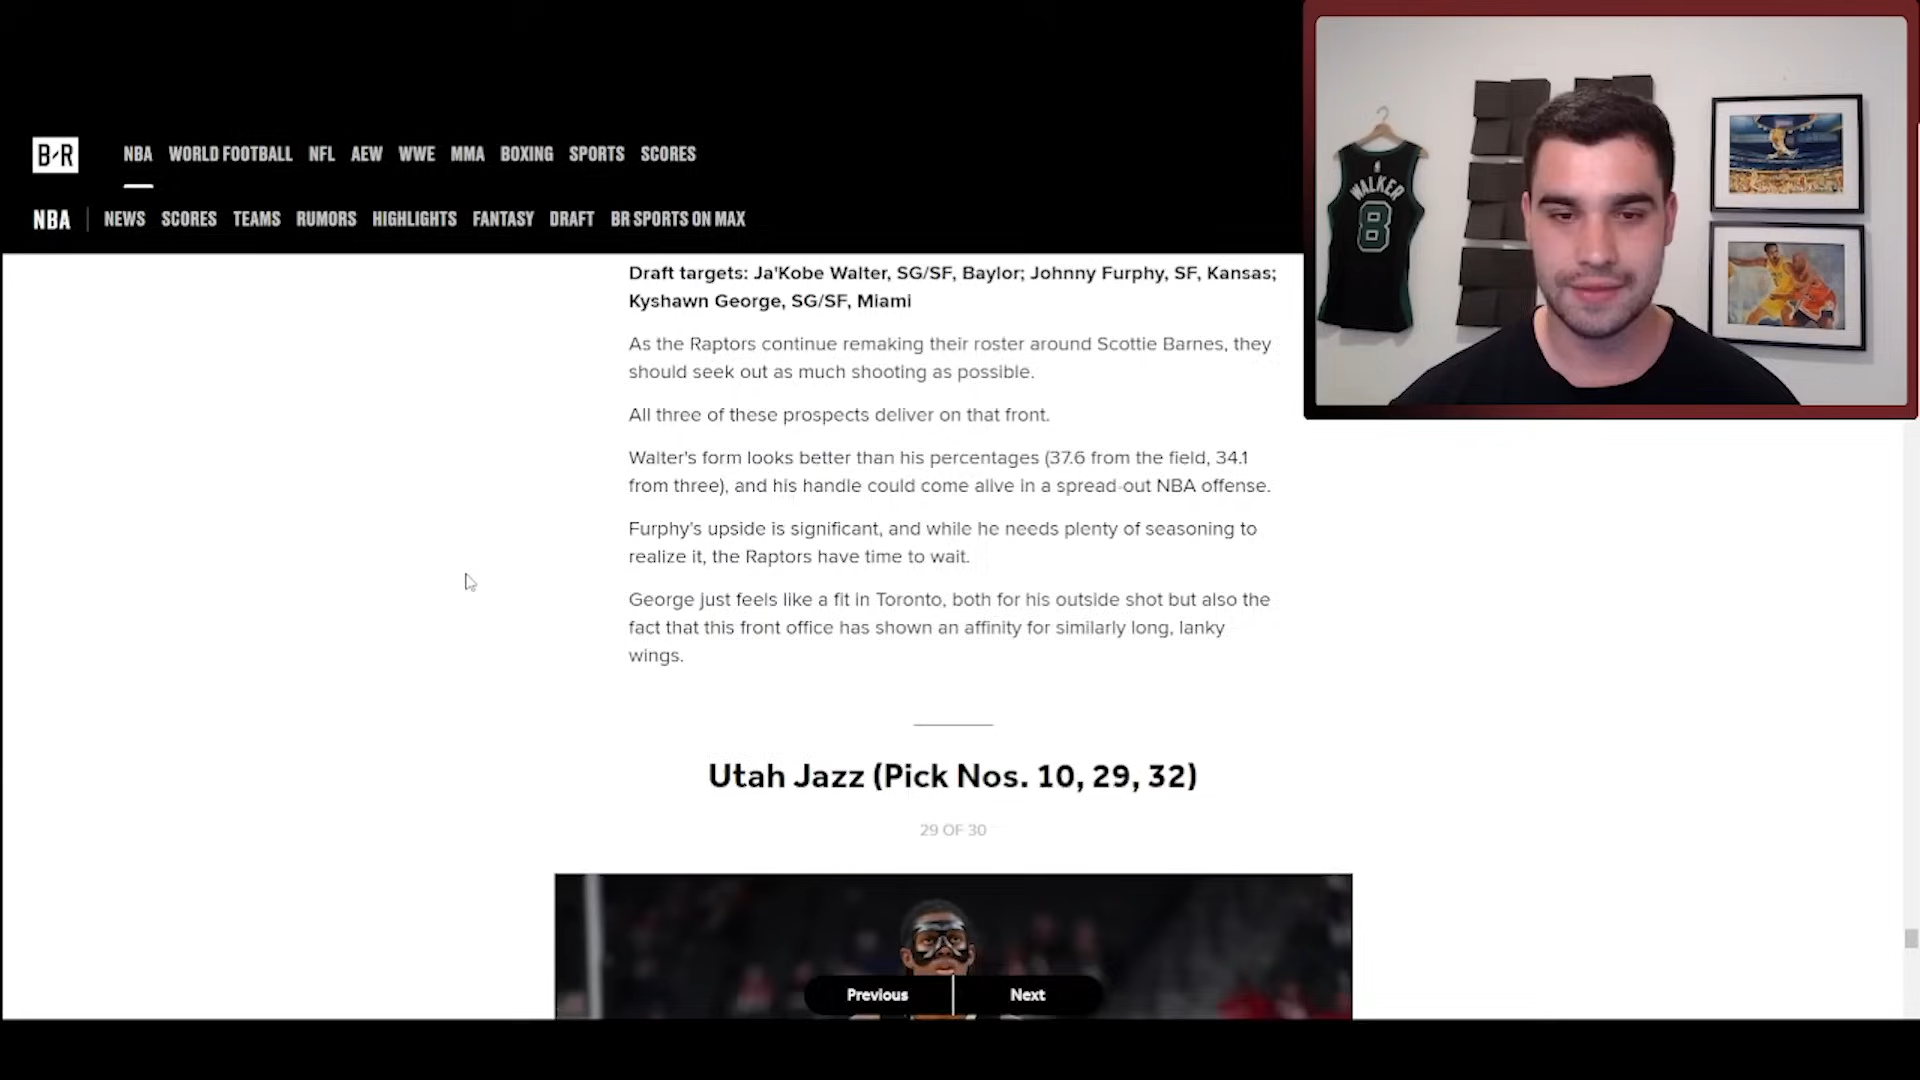 B/R
NBA WORLD FOOTBALL NFL AEW WWE MMA BOXING SPORTS SCORES
NBA NEWS SCORES TEAMS RUMORS HIGHLIGHTS FANTASY DRAFT BR SPORTS ON MAX
WALKER
8
Draft targets: Ja'Kobe Walter, SG/SF, Baylor; Johnny Furphy, SF, Kansas;
Kyshawn George, SG/SF, Miami
As the Raptors continue remaking their roster around Scottie Barnes, they
should seek out as much shooting as possible.
All three of these prospects deliver on that front.
Walter's form looks better than his percentages (37.6 from the field, 34.1
from three), and his handle could come alive in a spread-out NBA offense.
Furphy's upside is significant, and while he needs plenty of seasoning to
realize it, the Raptors have time to wait.
George just feels like a fit in Toronto, both for his outside shot but also the
fact that this front office has shown an affinity for similarly long, lanky
wings.
Utah Jazz (Pick Nos. 10, 29, 32)
29 OF 30
Previous Next